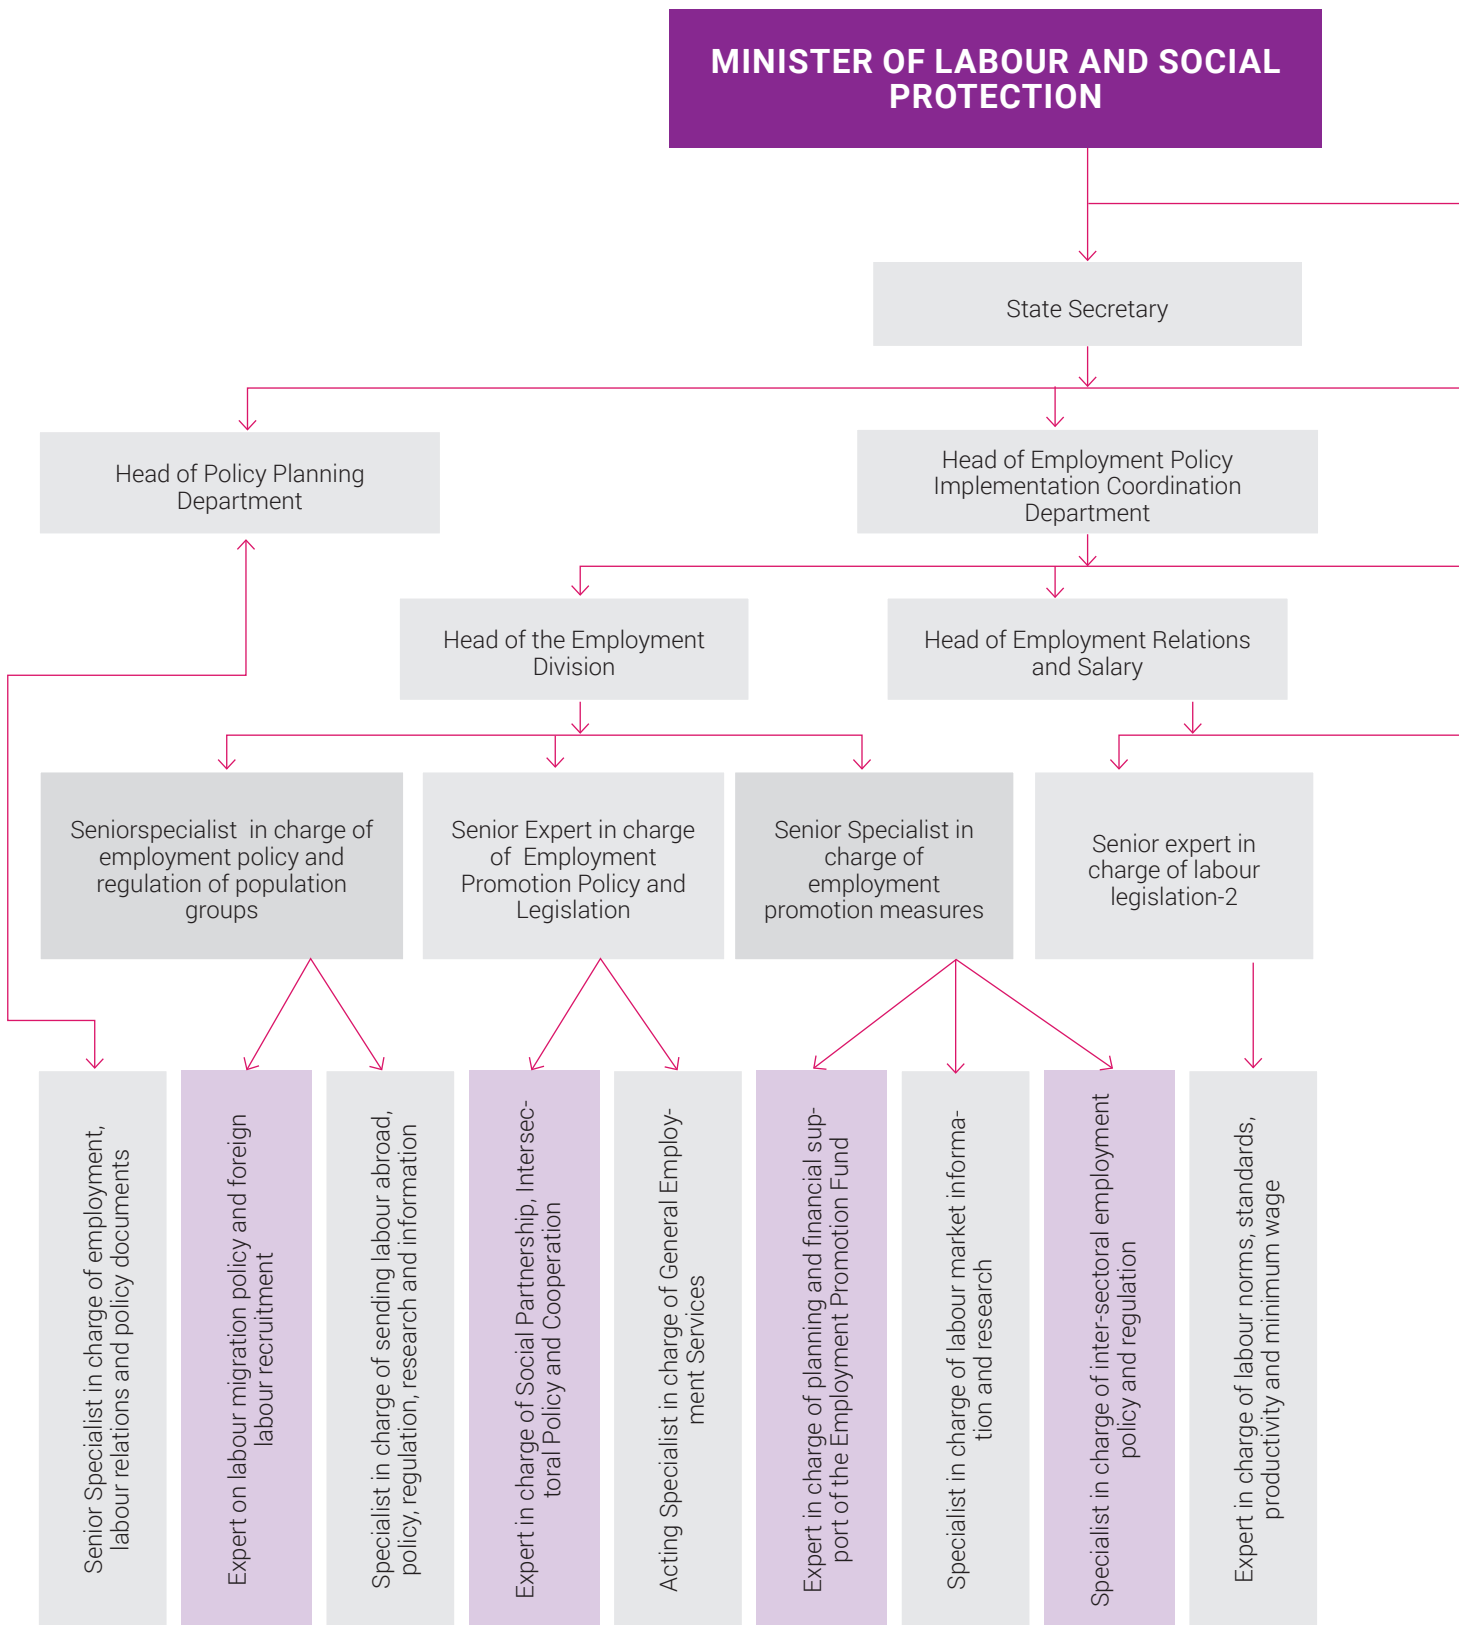 MINISTER OF LABOUR AND SOCIAL
PROTECTION
State Secretary
Head of Policy Planning
Department
Head of Employment Policy
Implementation Coordination
Department
Head of the Employment
Division
Head of Employment Relations
and Salary
Seniorspecialist in charge of
employment policy and
regulation of population
groups
Senior Expert in charge
of Employment
Promotion Policy and
Legislation
Senior Specialist in
charge of
employment
promotion measures
Senior expert in
charge of labour
legislation-2
Senior Specialist in charge of employment,
labour relations and policy documents
Expert on labour migration policy and foreign
labour recruitment
Specialist in charge of sending labour abroad,
policy, regulation, research and information
Expert in charge of Social Partnership, Intersec-
toral Policy and Cooperation
Acting Specialist in charge of General Employ-
ment Services
Expert in charge of planning and financial sup-
port of the Employment Promotion Fund
Specialist in charge of labour market informa-
tion and research
Specialist in charge of inter-sectoral employment
policy and regulation
Expert in charge of labour norms, standards,
productivity and minimum wage